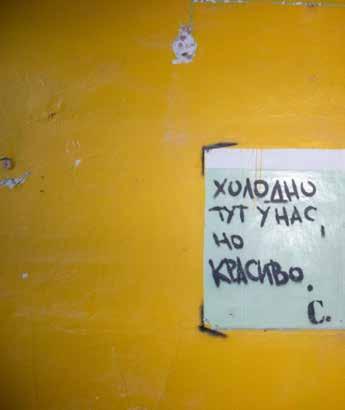 ХОЛОДНО
ТУТ У НАС,
НО
КРАСИВО.
С.